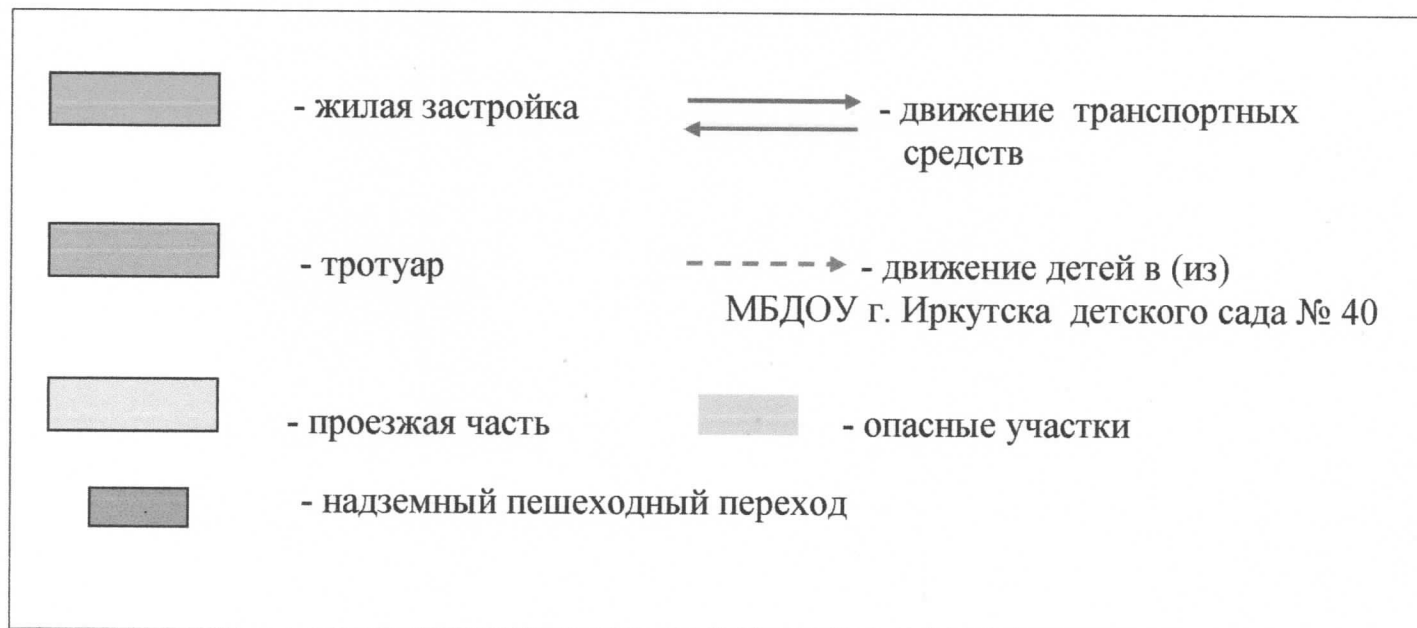 - жилая застройка
- движение транспортных
средств
- тротуар
- движение детей в (из)
МБДОУ г. Иркутска детского сада № 40
- проезжая часть
- опасные участки
- надземный пешеходный переход